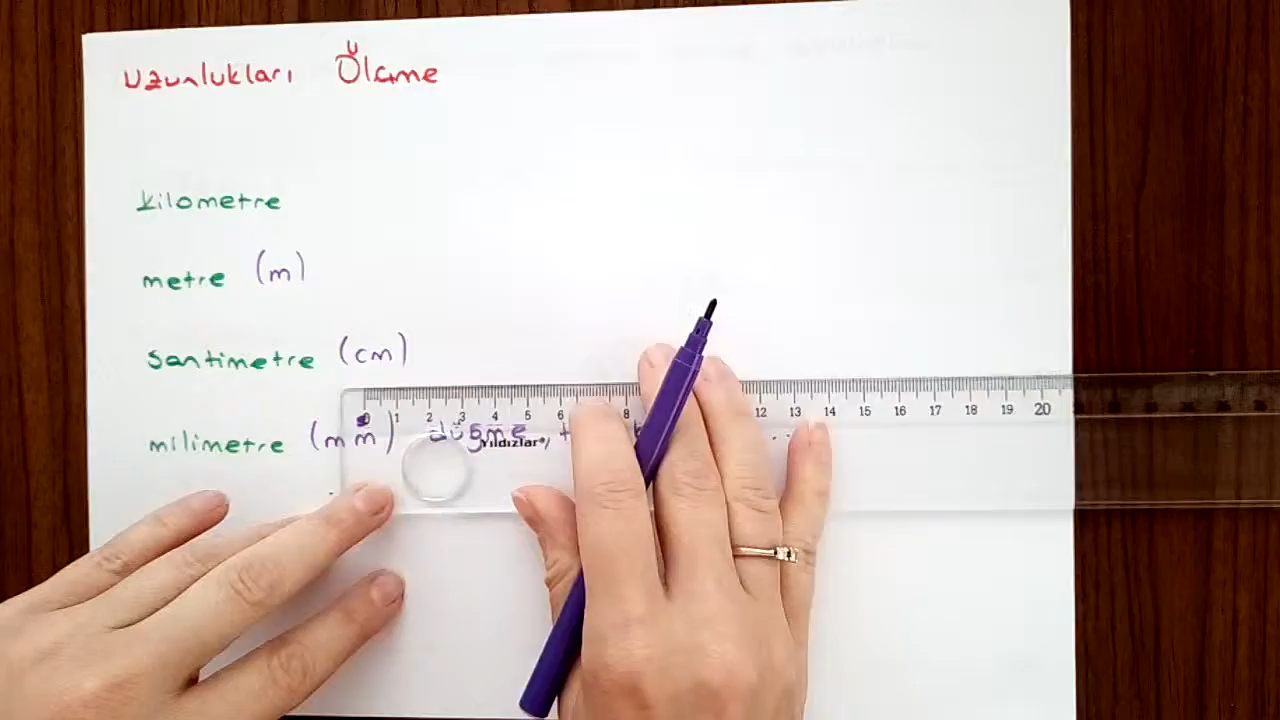 Uzunlukları Ölçme
kilometre
metre (m)
santimetre (cm)
0 1 2 3 4 5 6 8 12 13 14 15 16 17 18 19 20
milimetre (mm) düğme
Yıldızlar